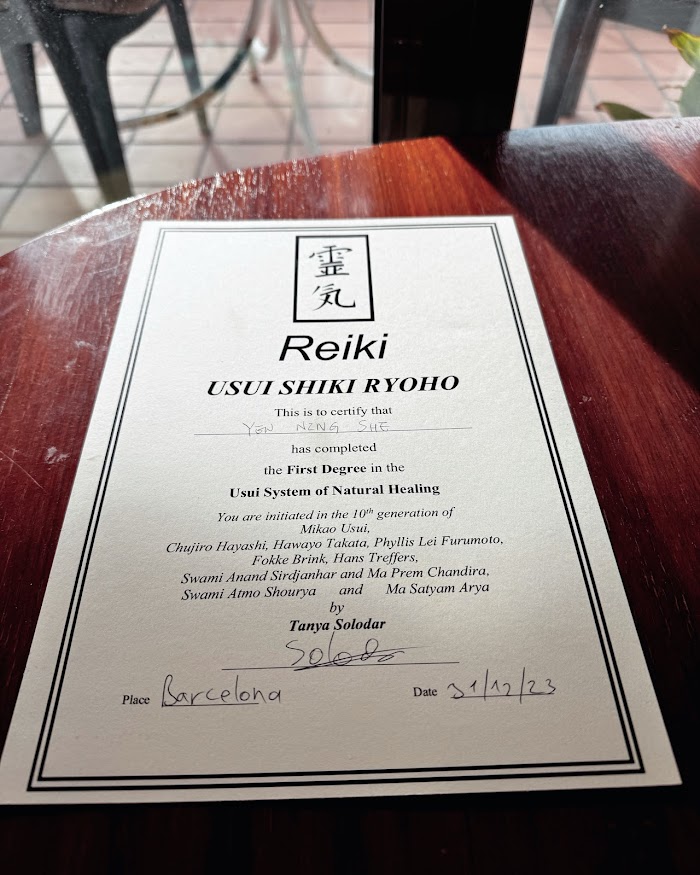 靈
気
Reiki
USUI SHIKI RYOHO
This is to certify that
YEN NING SHE
has completed
the First Degree in the
Usui System of Natural Healing
You are initiated in the 10th generation of
Mikao Usui,
Chujiro Hayashi, Hawayo Takata, Phyllis Lei Furumoto,
Fokke Brink, Hans Treffers,
Swami Anand Sirdjanhar and Ma Prem Chandira,
Swami Atmo Shourya and Ma Satyam Arya
by
Tanya Solodar
Solodar
Place Barcelona Date 31/12/23